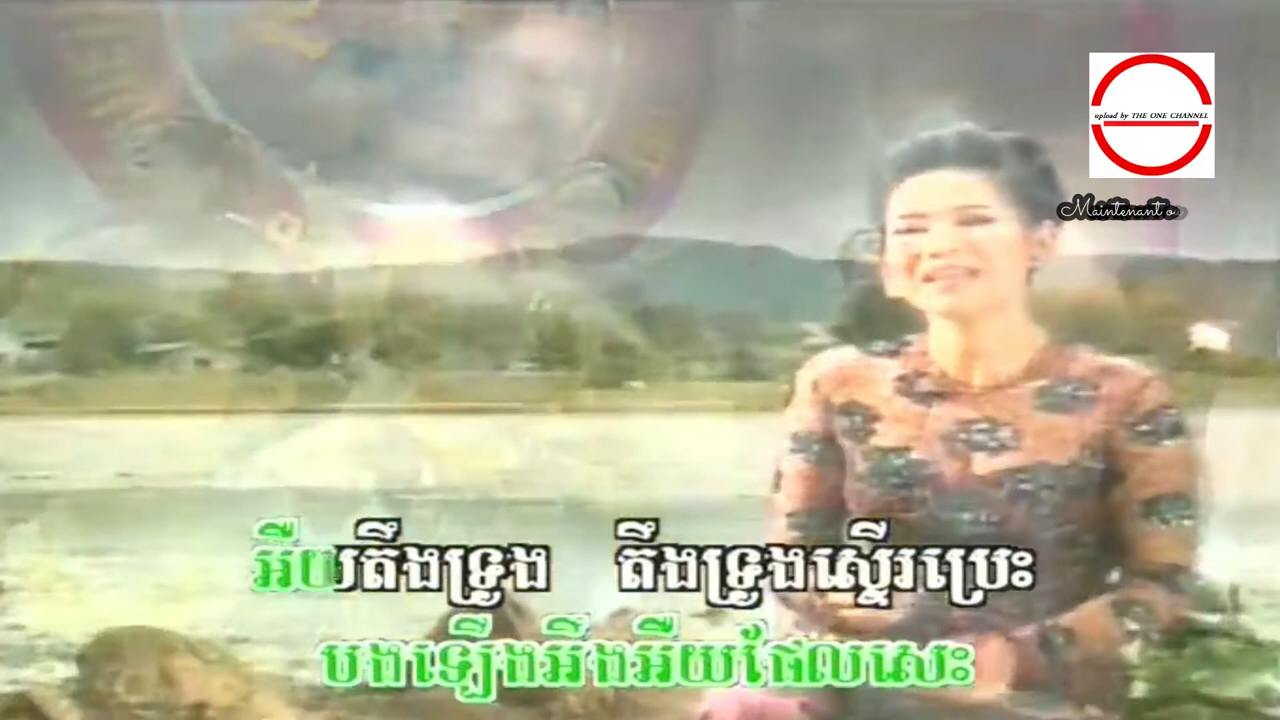 upload by THE ONE CHANNEL
Maintenant o
អឺយតឹងទ្រូង តឹងទ្រូងស្ទើរប្រេះ
បងឡឺងអឹងអឺយផែលសេះ